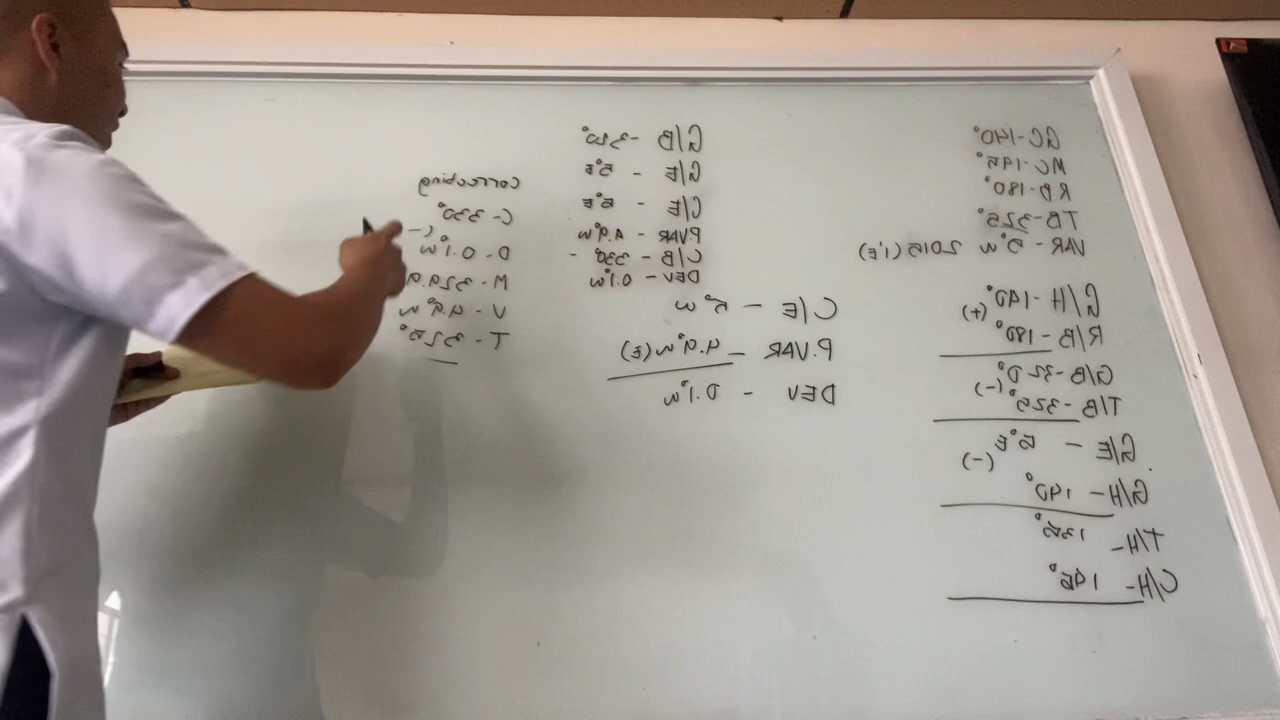 GC-140°
MC-145°
RB-180°
TB-325°
VAR - 5°W 2015 (1'E)
G/H -140° (+)
R/B -180°
G/B -320° (-)
T/B -325°
G/E - 5°E (-)
G/H - 140°
T/H - 135°
C/H - 145°
G/B -320°
G/E - 5°E
C/E - 5°E
PVAR - 4.9°W
C/B - 330° -
DEV - 0.1°W
C/E - 5°W
P.VAR - 4.9°W (E)
DEV - 0.1°W
correcting
C - 330°
D - 0.1°W (-
M - 329.9
V - 4.9°W
T - 325°